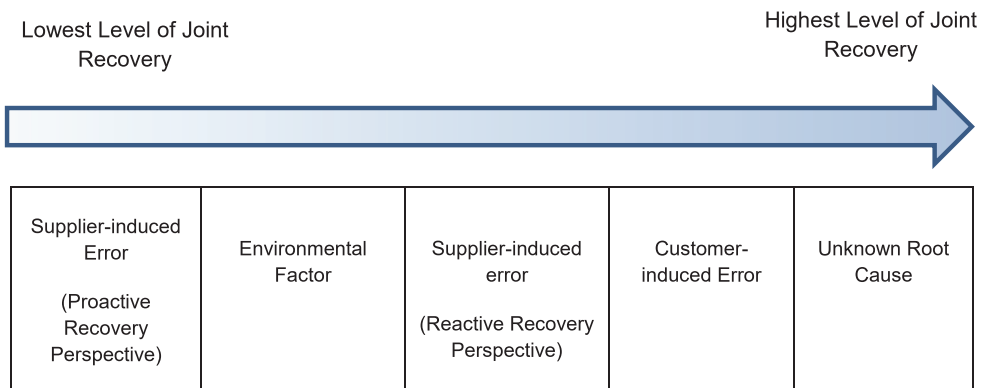 Lowest Level of Joint
Recovery
Highest Level of Joint
Recovery
Supplier-induced
Error
(Proactive
Recovery
Perspective)
Environmental
Factor
Supplier-induced
error
(Reactive Recovery
Perspective)
Customer-
induced Error
Unknown Root
Cause